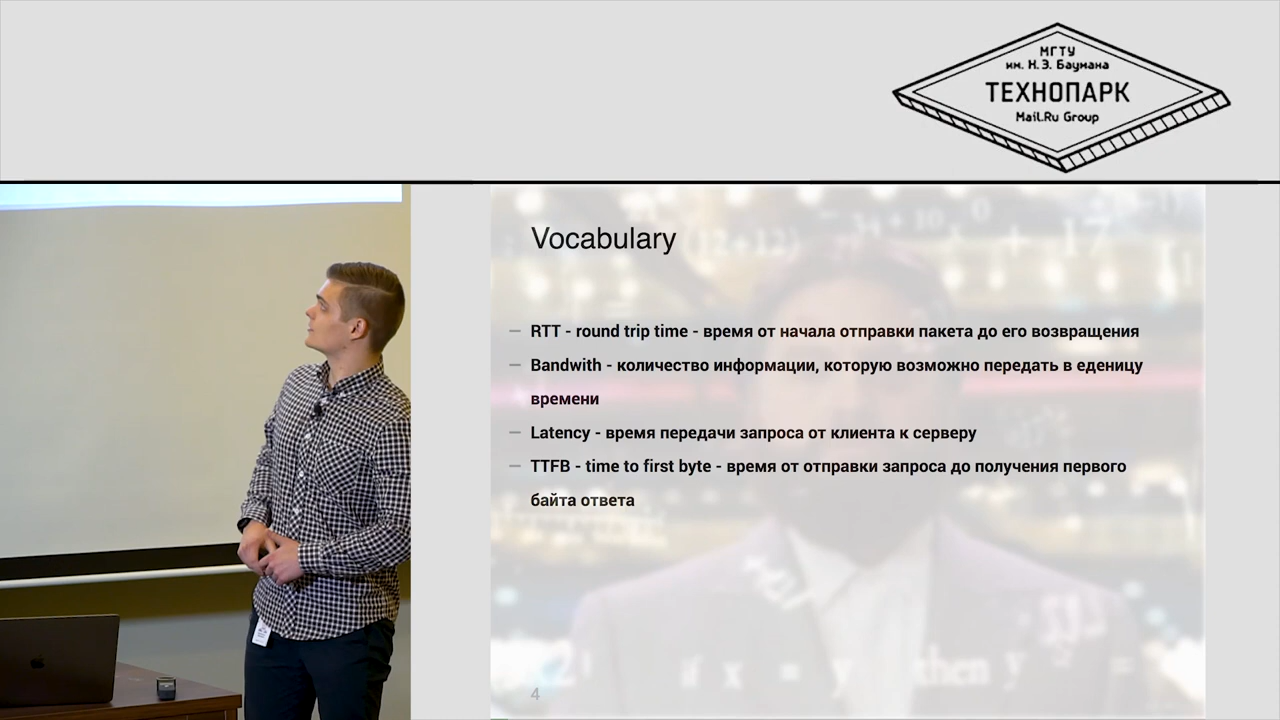 МГТУ
им. Н.Э. Баумана
ТЕХНОПАРК
Mail.Ru Group
Vocabulary
– RTT - round trip time - время от начала отправки пакета до его возвращения
– Bandwith - количество информации, которую возможно передать в еденицу
времени
– Latency - время передачи запроса от клиента к серверу
– TTFB - time to first byte - время от отправки запроса до получения первого
байта ответа
if x = y then y =
4